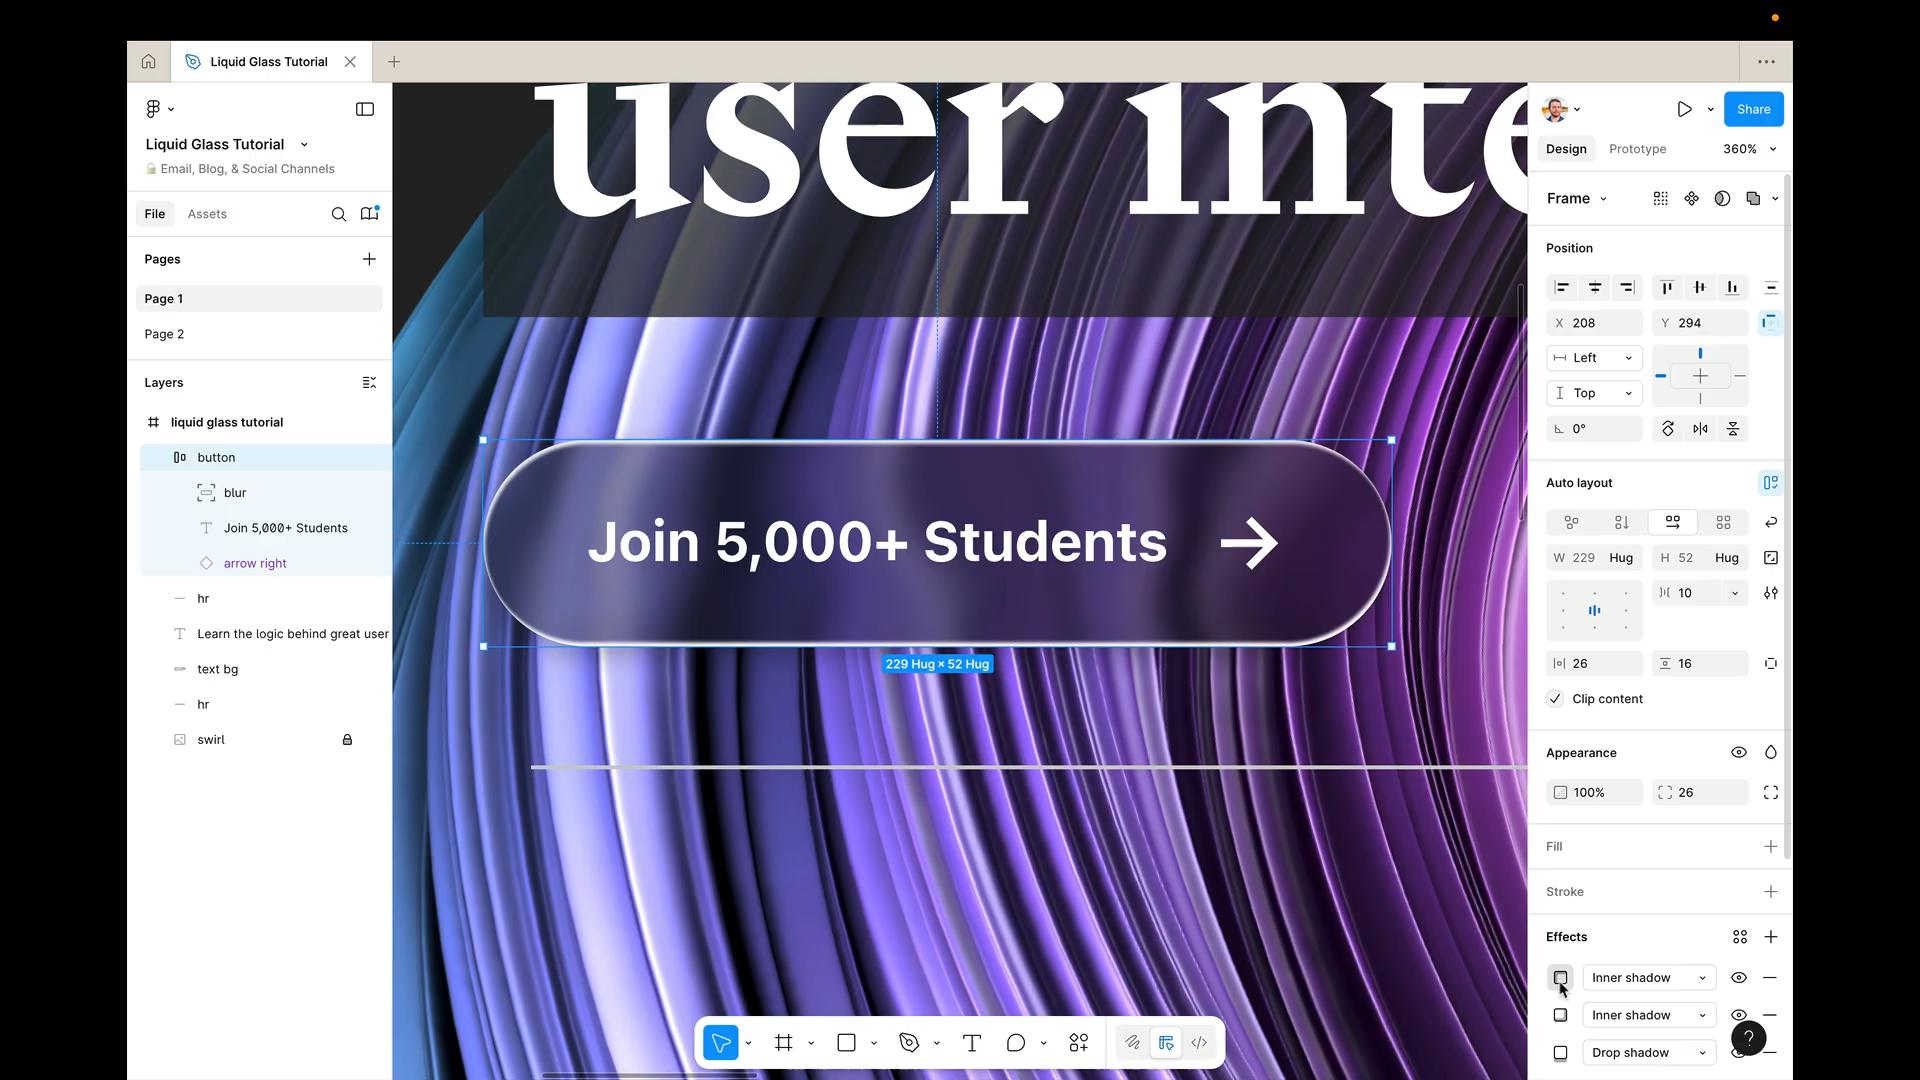 Liquid Glass Tutorial
Liquid Glass Tutorial
Email, Blog, & Social Channels
File
Assets
Pages
Page 1
Page 2
Layers
liquid glass tutorial
button
blur
Join 5,000+ Students
arrow right
hr
Learn the logic behind great user
text bg
hr
swirl
user inte
Join 5,000+ Students
229 Hug × 52 Hug
Share
Design
Prototype
360%
Frame
Position
X 208
Y 294
Left
Top
0°
Auto layout
W 229 Hug
H 52 Hug
10
26
16
Clip content
Appearance
100%
26
Fill
Stroke
Effects
Inner shadow
Inner shadow
Drop shadow
?